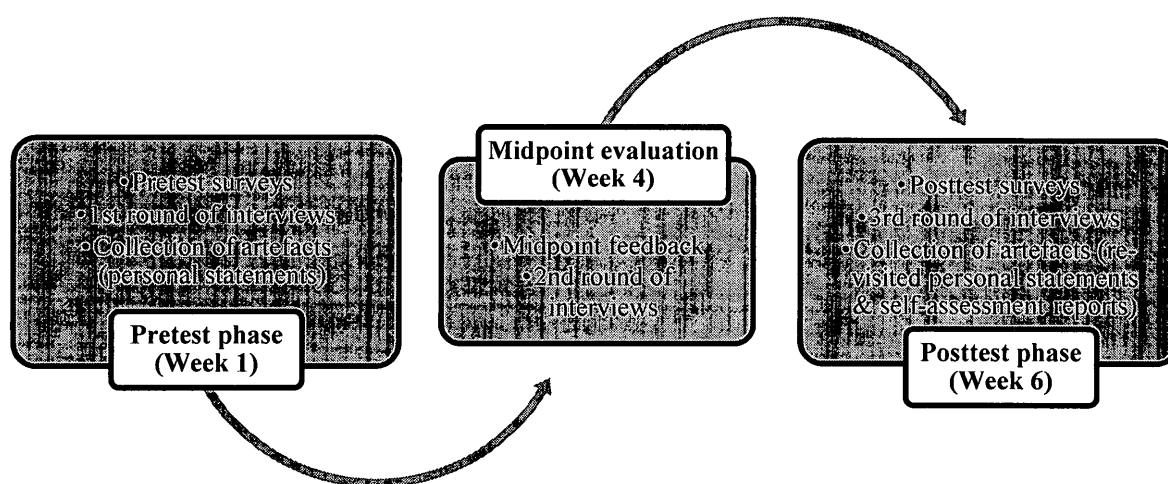 •Pretest surveys
•1st round of interviews
•Collection of artefacts
(personal statements)
Pretest phase
(Week 1)
Midpoint evaluation
(Week 4)
•Midpoint feedback
•2nd round of
interviews
•Posttest surveys
•3rd round of interviews
•Collection of artefacts (re-
visited personal statements
& self-assessment reports)
Posttest phase
(Week 6)